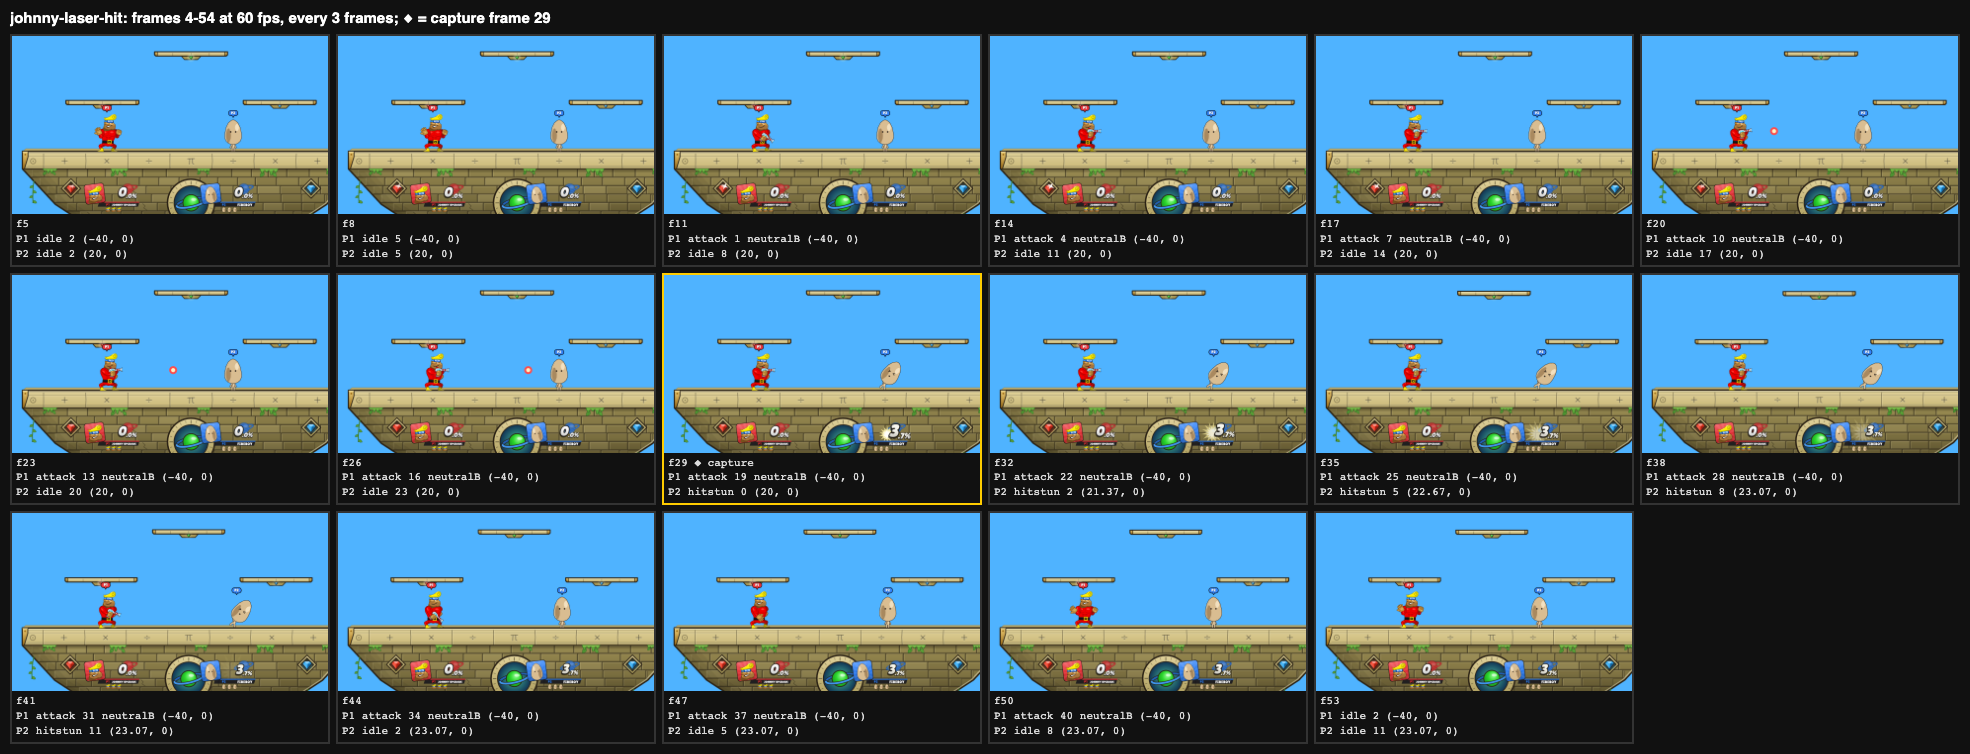 johnny-laser-hit: frames 4-54 at 60 fps, every 3 frames; ◆ = capture frame 29
f5
P1 idle 2 (-40, 0)
P2 idle 2 (20, 0)
f8
P1 idle 5 (-40, 0)
P2 idle 5 (20, 0)
f11
P1 attack 1 neutralB (-40, 0)
P2 idle 8 (20, 0)
f14
P1 attack 4 neutralB (-40, 0)
P2 idle 11 (20, 0)
f17
P1 attack 7 neutralB (-40, 0)
P2 idle 14 (20, 0)
f20
P1 attack 10 neutralB (-40, 0)
P2 idle 17 (20, 0)
f23
P1 attack 13 neutralB (-40, 0)
P2 idle 20 (20, 0)
f26
P1 attack 16 neutralB (-40, 0)
P2 idle 23 (20, 0)
f29 ◆ capture
P1 attack 19 neutralB (-40, 0)
P2 hitstun 0 (20, 0)
f32
P1 attack 22 neutralB (-40, 0)
P2 hitstun 2 (21.37, 0)
f35
P1 attack 25 neutralB (-40, 0)
P2 hitstun 5 (22.67, 0)
f38
P1 attack 28 neutralB (-40, 0)
P2 hitstun 8 (23.07, 0)
f41
P1 attack 31 neutralB (-40, 0)
P2 hitstun 11 (23.07, 0)
f44
P1 attack 34 neutralB (-40, 0)
P2 idle 2 (23.07, 0)
f47
P1 attack 37 neutralB (-40, 0)
P2 idle 5 (23.07, 0)
f50
P1 attack 40 neutralB (-40, 0)
P2 idle 8 (23.07, 0)
f53
P1 idle 2 (-40, 0)
P2 idle 11 (23.07, 0)